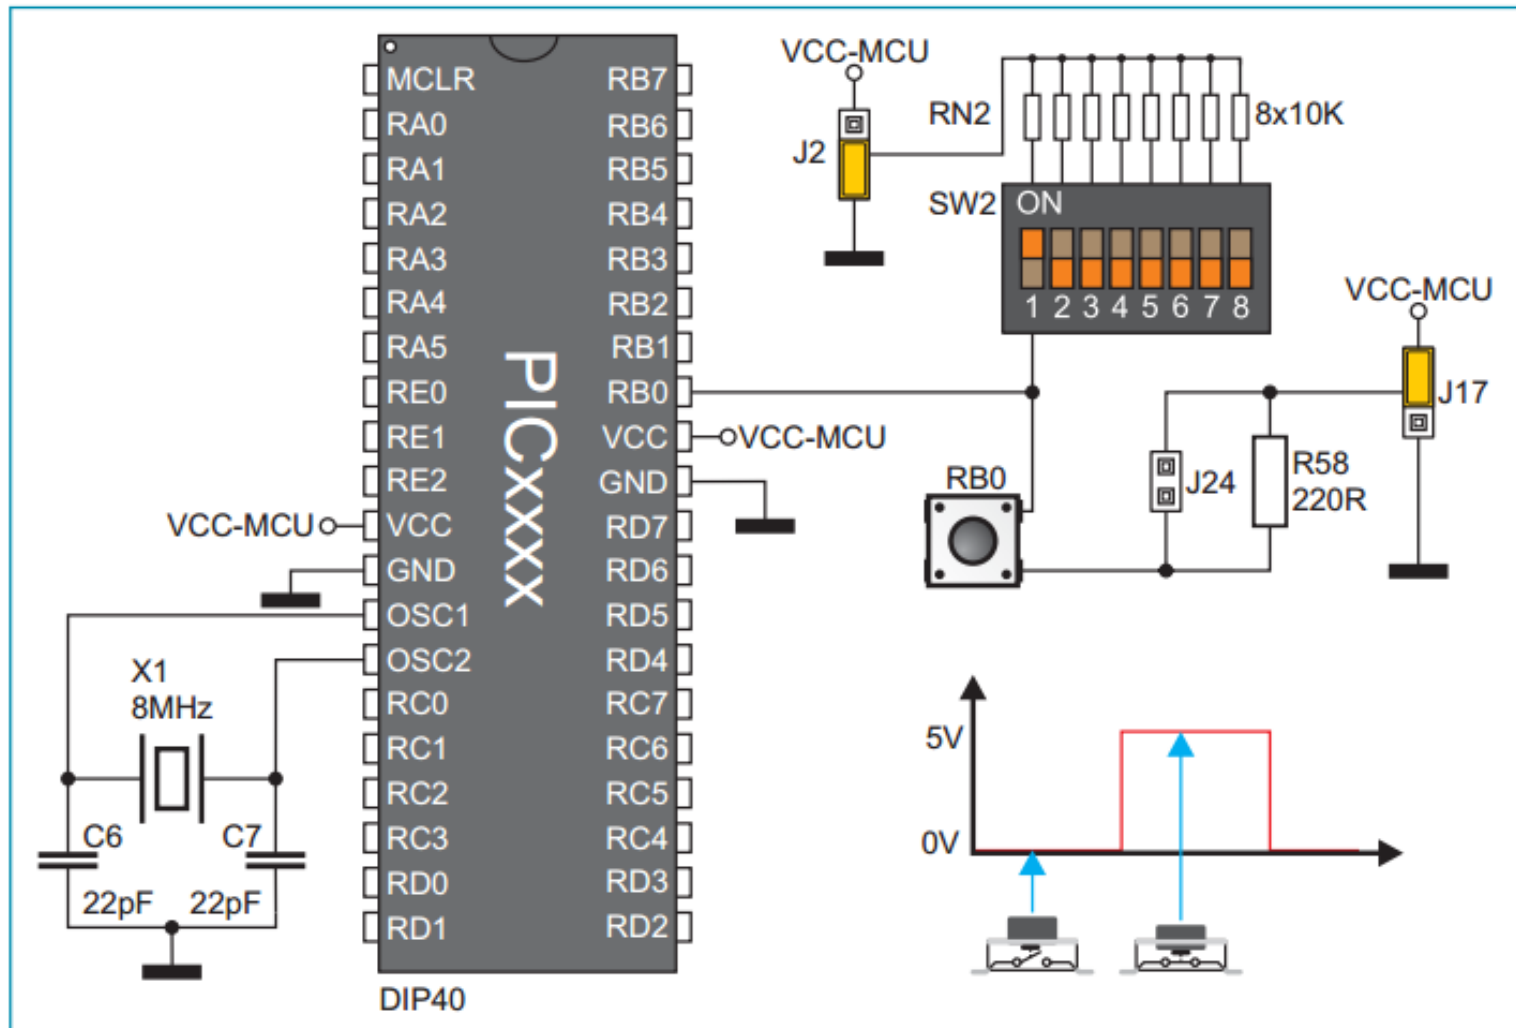 MCLR
RA0
RA1
RA2
RA3
RA4
RA5
RE0
RE1
RE2
VCC
GND
OSC1
OSC2
RC0
RC1
RC2
RC3
RD0
RD1
RB7
RB6
RB5
RB4
RB3
RB2
RB1
RB0
VCC
GND
RD7
RD6
RD5
RD4
RC7
RC6
RC5
RC4
RD3
RD2
PICxxxx
DIP40
VCC-MCU
X1
8MHz
C6
C7
22pF
22pF
VCC-MCU
VCC-MCU
J2
RN2
8x10K
SW2
ON
1 2 3 4 5 6 7 8
VCC-MCU
J17
RB0
J24
R58
220R
5V
0V